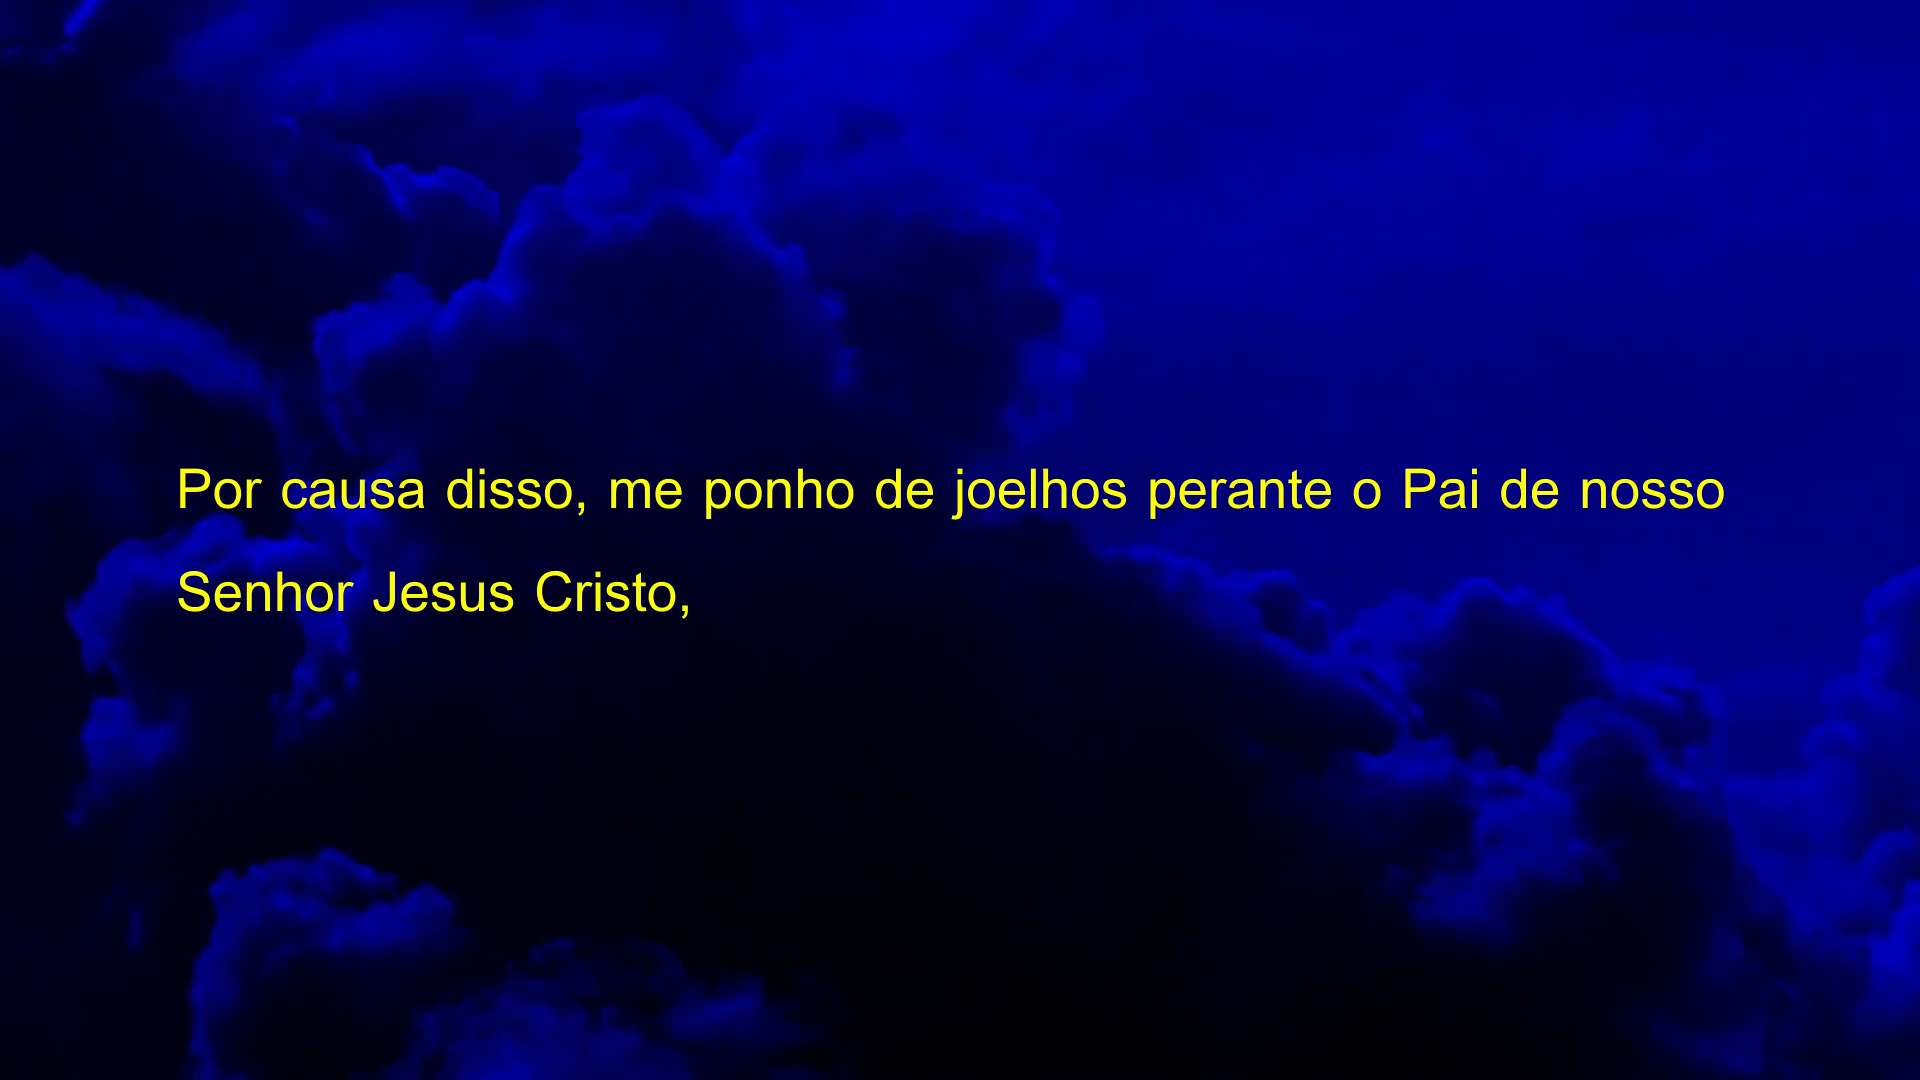 Por causa disso, me ponho de joelhos perante o Pai de nosso
Senhor Jesus Cristo,